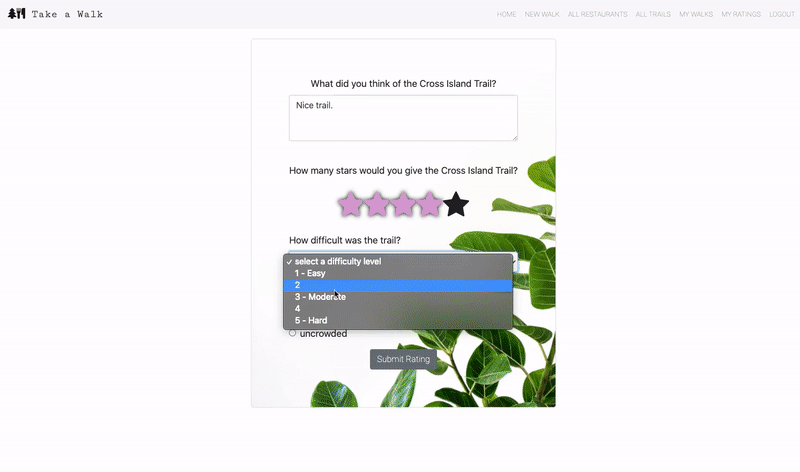 Take a Walk
HOME NEW WALK ALL RESTAURANTS ALL TRAILS MY WALKS MY RATINGS LOGOUT
What did you think of the Cross Island Trail?
Nice trail.
How many stars would you give the Cross Island Trail?
How difficult was the trail?
✓ select a difficulty level
1 - Easy
2
3 - Moderate
4
5 - Hard
uncrowded
Submit Rating